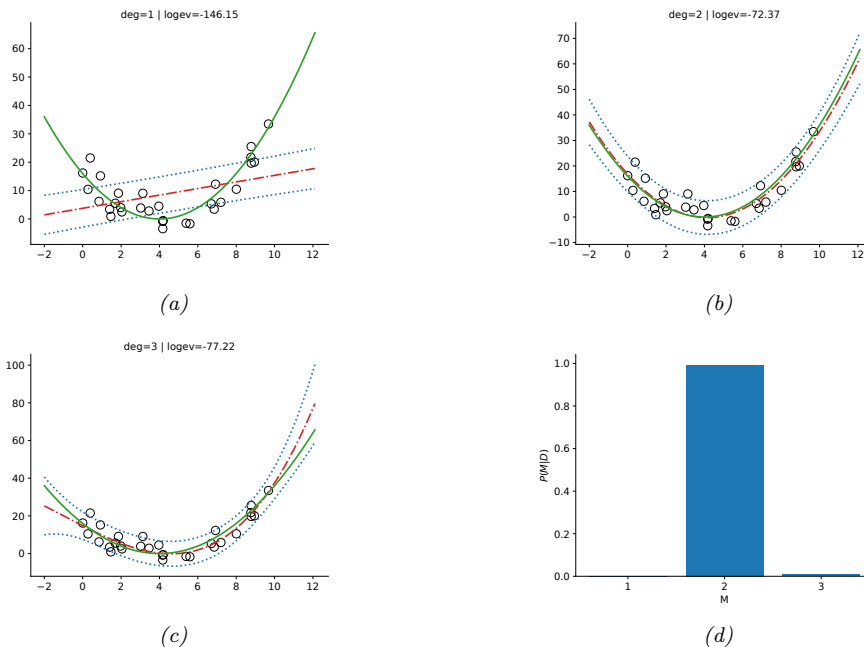 deg=1 | logev=-146.15
60
50
40
30
20
10
0
−2 0 2 4 6 8 10 12
(a)
deg=2 | logev=-72.37
70
60
50
40
30
20
10
0
−10
−2 0 2 4 6 8 10 12
(b)
deg=3 | logev=-77.22
100
80
60
40
20
0
−2 0 2 4 6 8 10 12
(c)
1.0
0.8
0.6
0.4
0.2
0.0
P(M|D)
1 2 3
M
(d)